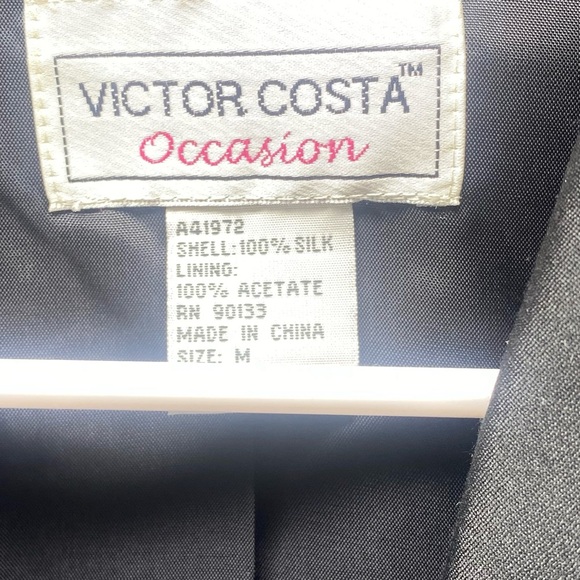 VICTOR COSTA™
Occasion
A41972
SHELL:100% SILK
LINING:
100% ACETATE
RN 90133
MADE IN CHINA
SIZE: M